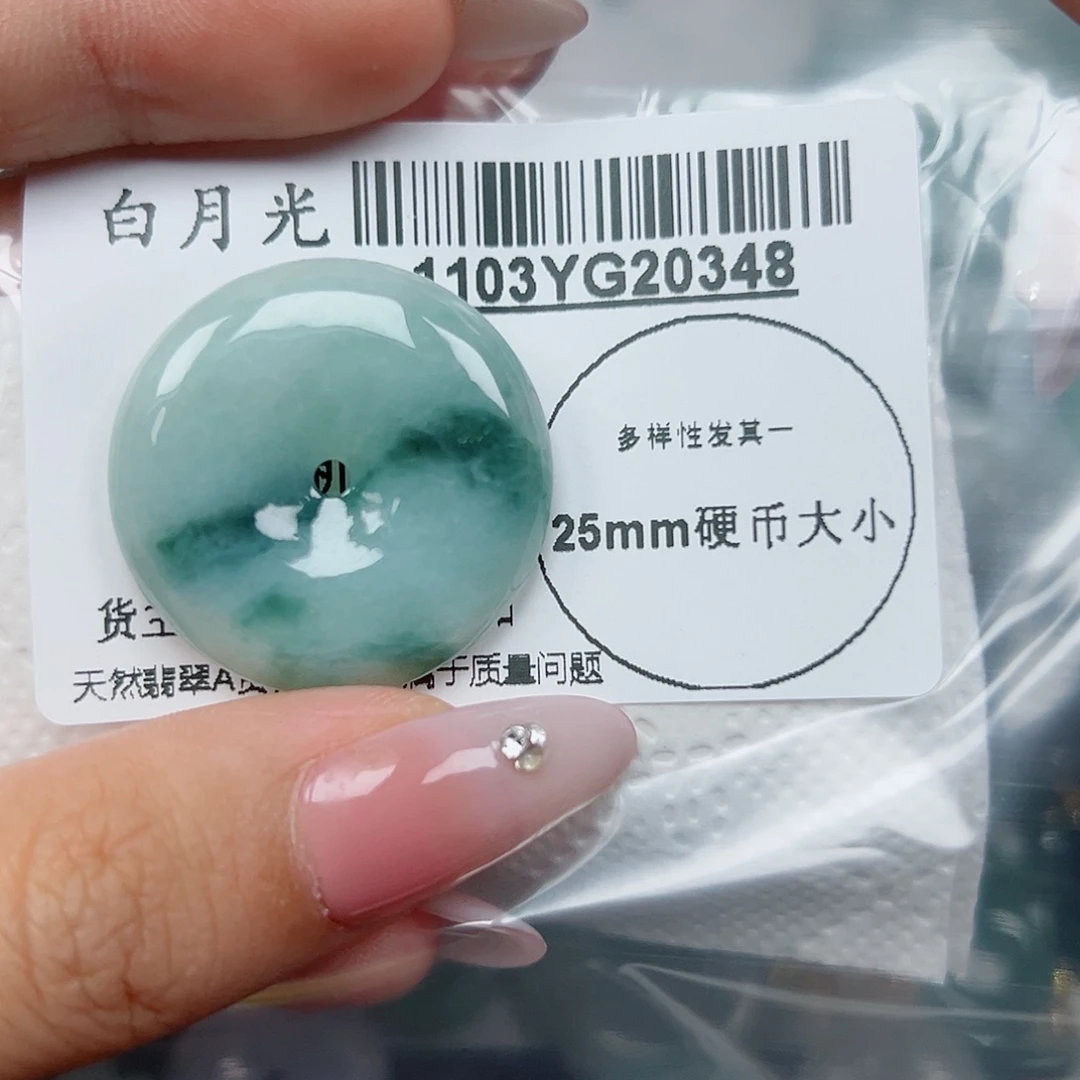 白月光
1103YG20348
多样性发其一
25mm硬币大小
货
天然翡翠A 属于质量问题